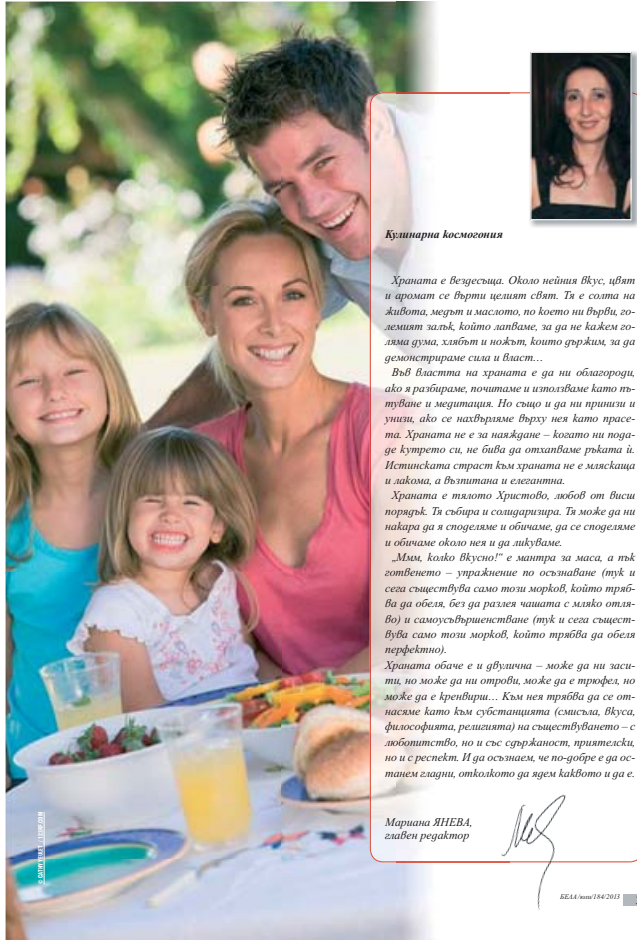 Кулинарна космогония
Храната е вездесъща. Около нейния вкус, цвят
и аромат се върти целият свят. Тя е солта на
живота, медът и маслото, по което ни върви, го-
лемият залък, който лапваме, за да не кажем го-
ляма дума, хлябът и ножът, които държим, за да
демонстрираме сила и власт…
Във властта на храната е да ни облагороди,
ако я разбираме, почитаме и използваме като пъ-
туване и медитация. Но също и да ни принизи и
унизи, ако се нахвърляме върху нея като прасе-
та. Храната не е за наяждане – когато ни пода-
де кутрето си, не бива да отхапваме ръката ѝ.
Истинската страст към храната не е мляскаща
и лакома, а възпитана и елегантна.
Храната е тялото Христово, любов от висш
порядък. Тя събира и солидаризира. Тя може да ни
накара да я споделяме и обичаме, да се споделяме
и обичаме около нея и да ликуваме.
„Ммм, колко вкусно!“ е мантра за маса, а пък
готвенето – упражнение по осъзнаване (тук и
сега съществува само този морков, който тряб-
ва да обеля, без да разлея чашата с мляко отля-
во) и самоусъвършенстване (тук и сега същест-
вува само този морков, който трябва да обеля
перфектно).
Храната обаче е и двулична – може да ни заси-
ти, но може да ни отрови, може да е трюфел, но
може да е кренвирш… Към нея трябва да се от-
насяме като към субстанцията (смисъла, вкуса,
философията, религията) на съществуването – с
любопитство, но и със сдържаност, приятелски,
но и с респект. И да осъзнаем, че по-добре е да ос-
танем гладни, отколкото да ядем каквото и да е.
Мариана ЯНЕВА,
главен редактор
БЕЛА/юни/184/2013